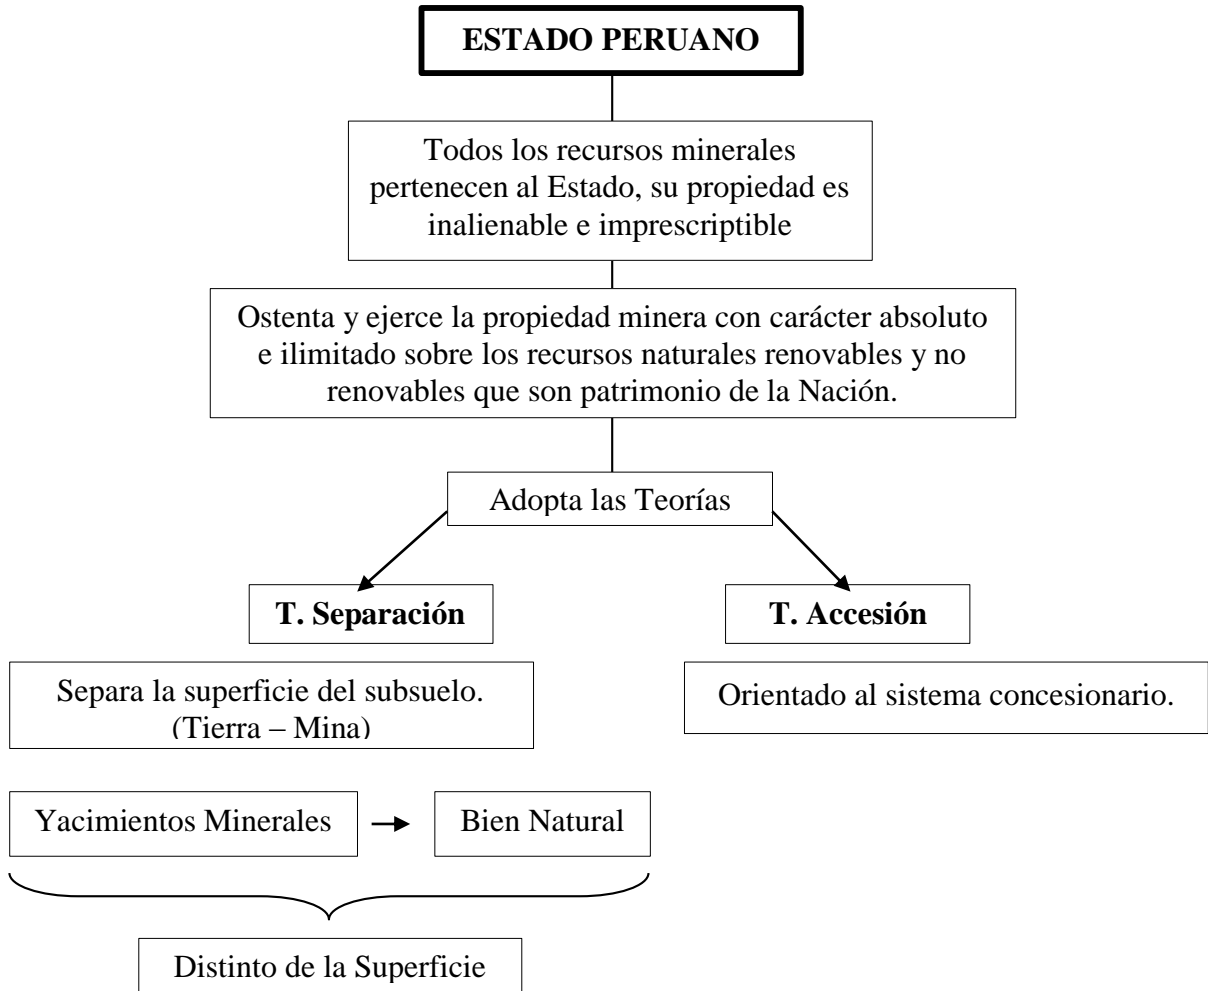 ESTADO PERUANO
Todos los recursos minerales
pertenecen al Estado, su propiedad es
inalienable e imprescriptible
Ostenta y ejerce la propiedad minera con carácter absoluto
e ilimitado sobre los recursos naturales renovables y no
renovables que son patrimonio de la Nación.
Adopta las Teorías
T. Separación
T. Accesión
Separa la superficie del subsuelo.
(Tierra – Mina)
Orientado al sistema concesionario.
Yacimientos Minerales
Bien Natural
Distinto de la Superficie